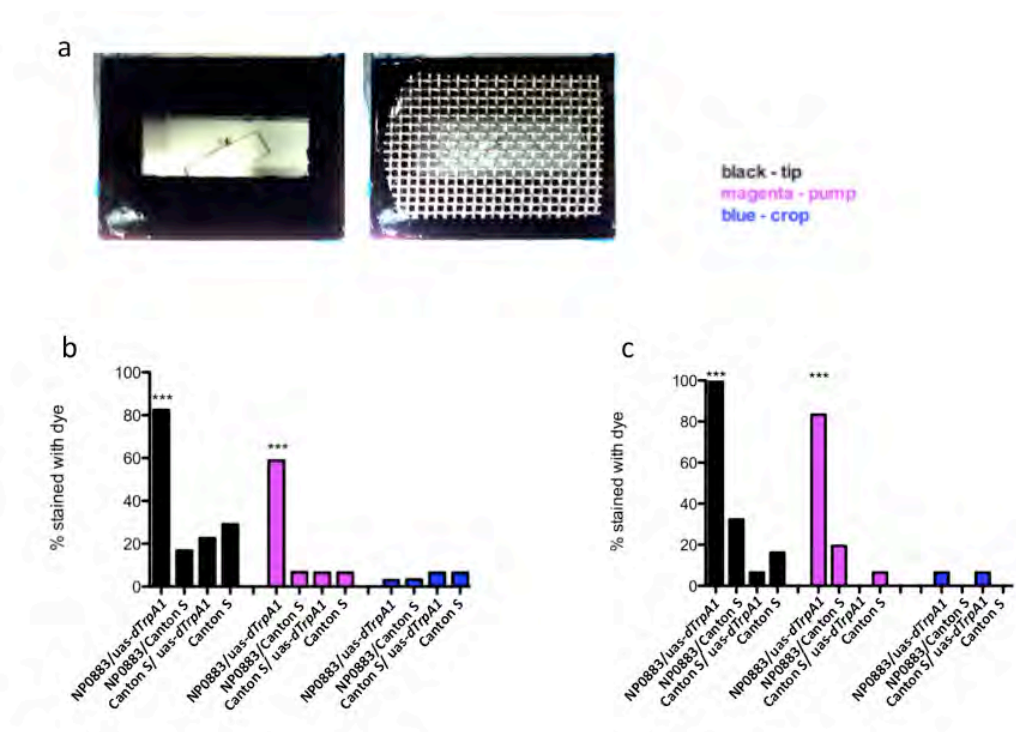 a
black - tip
magenta - pump
blue - crop
b
% stained with dye
100
80
60
40
20
0
***
***
NP0883/uas-dTrpA1
NP0883/Canton S
Canton S/ uas-dTrpA1
Canton S
NP0883/uas-dTrpA1
NP0883/Canton S
Canton S/ uas-dTrpA1
Canton S
NP0883/uas-dTrpA1
NP0883/Canton S
Canton S/ uas-dTrpA1
Canton S
c
% stained with dye
100
80
60
40
20
0
***
***
NP0883/uas-dTrpA1
NP0883/Canton S
Canton S/ uas-dTrpA1
Canton S
NP0883/uas-dTrpA1
NP0883/Canton S
Canton S/ uas-dTrpA1
Canton S
NP0883/uas-dTrpA1
NP0883/Canton S
Canton S/ uas-dTrpA1
Canton S